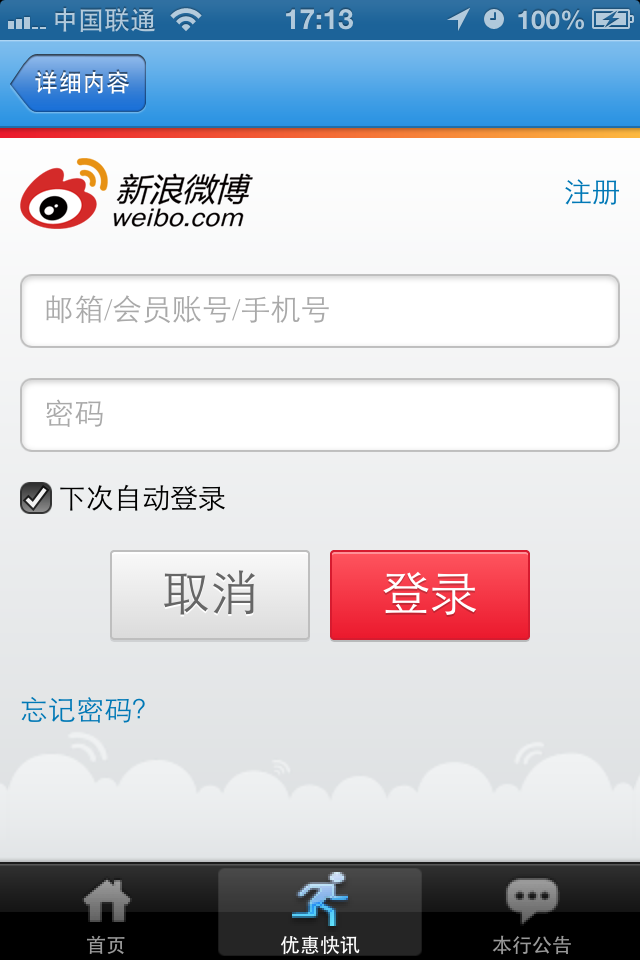 中国联通 17:13 100%
详细内容
新浪微博
weibo.com
注册
邮箱/会员账号/手机号
密码
下次自动登录
取消 登录
忘记密码?
首页 优惠快讯 本行公告